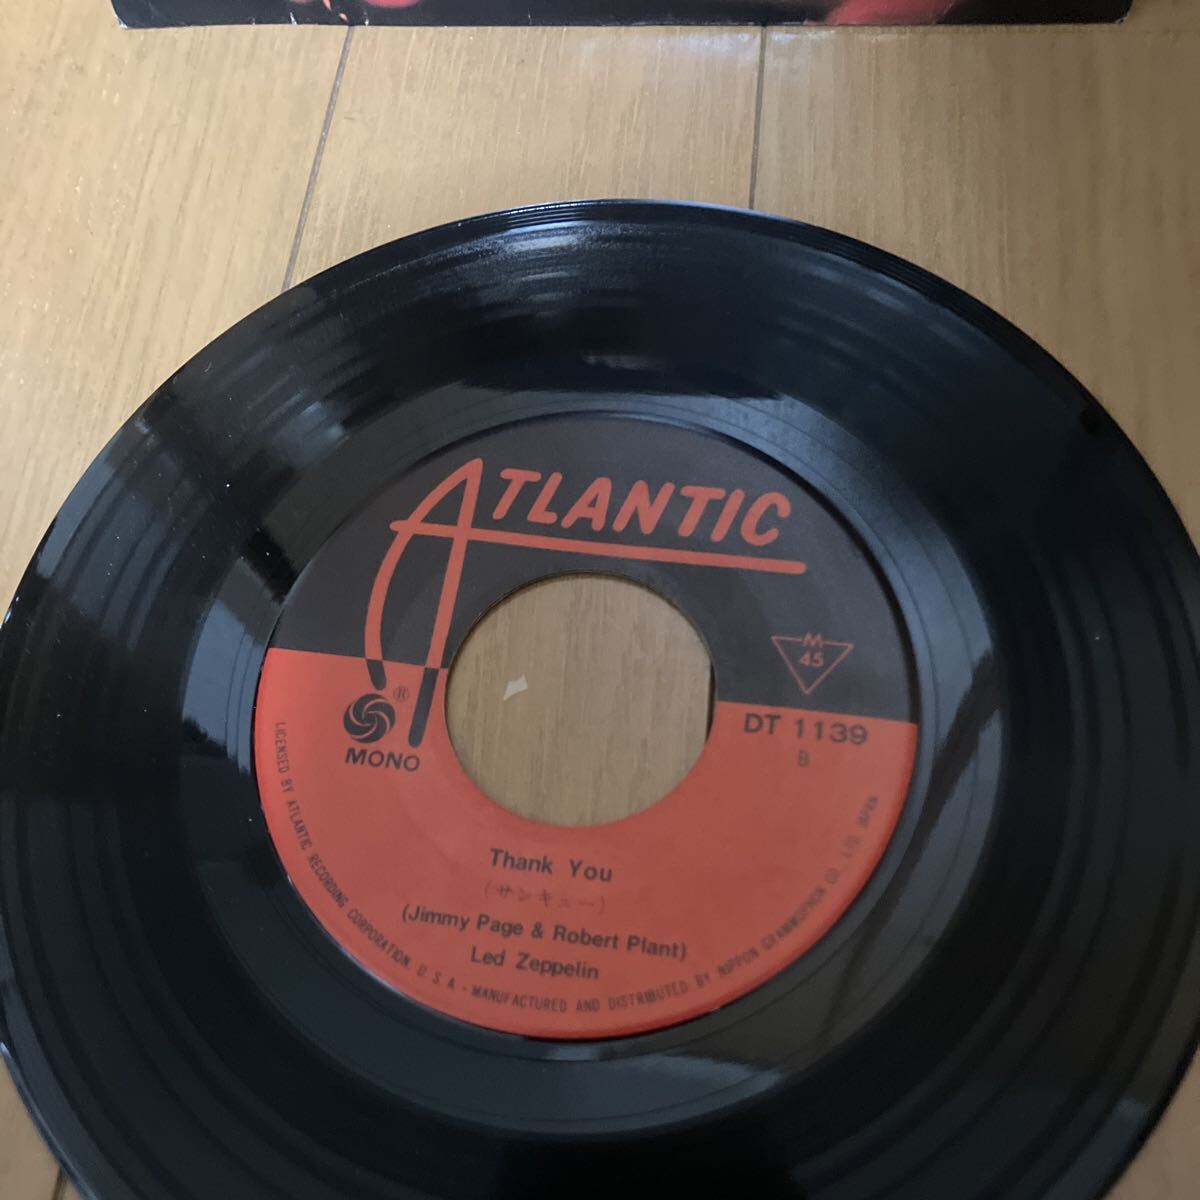 ATLANTIC
M
45
®
MONO
DT 1139
B
Thank You
(サンキュー)
(Jimmy Page & Robert Plant)
Led Zeppelin
LICENSED BY ATLANTIC RECORDING CORPORATION. U.S.A - MANUFACTURED AND DISTRIBUTED BY NIPPON GRAMMOPHON CO., LTD. JAPAN